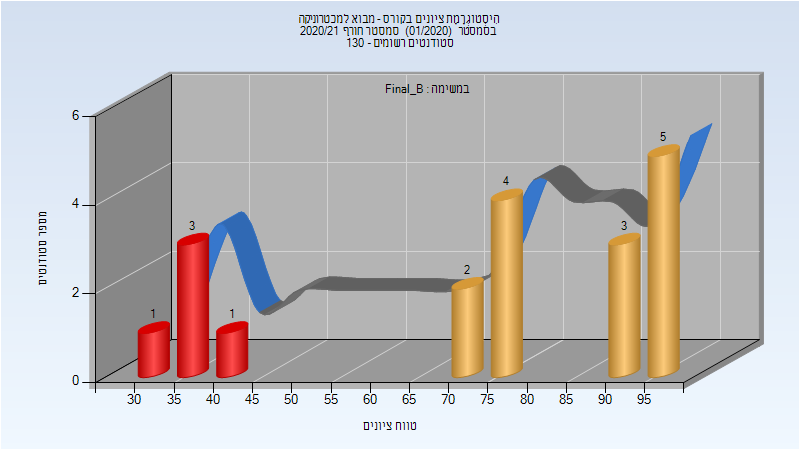 היסטוגרמת ציונים בקורס - מבוא למכטרוניקה
בסמסטר (01/2020) סמסטר חורף 2020/21
סטודנטים רשומים - 130
במשימה : Final_B
מספר סטודנטים
6
4
2
0
1
3
1
2
4
3
5
30 35 40 45 50 55 60 65 70 75 80 85 90 95
טווח ציונים